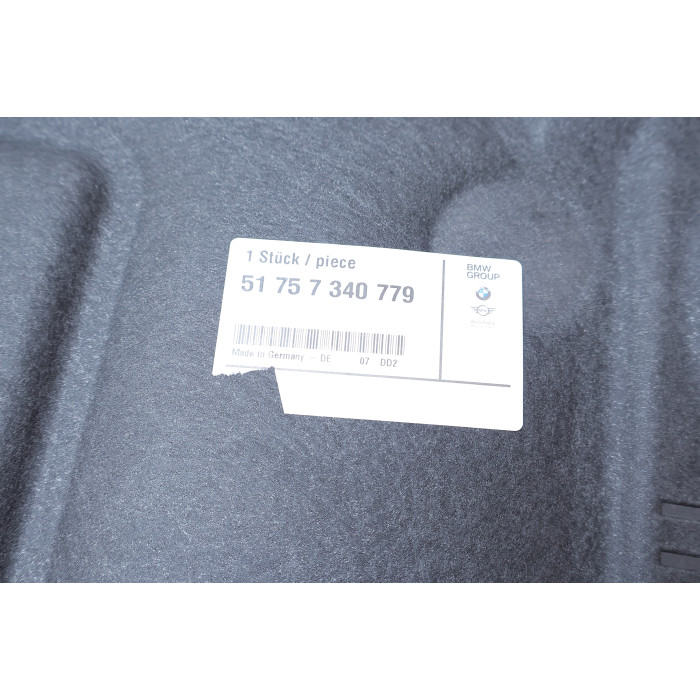 1 Stück / piece
51 75 7 340 779
Made in Germany – DE 07 DD2
BMW
GROUP